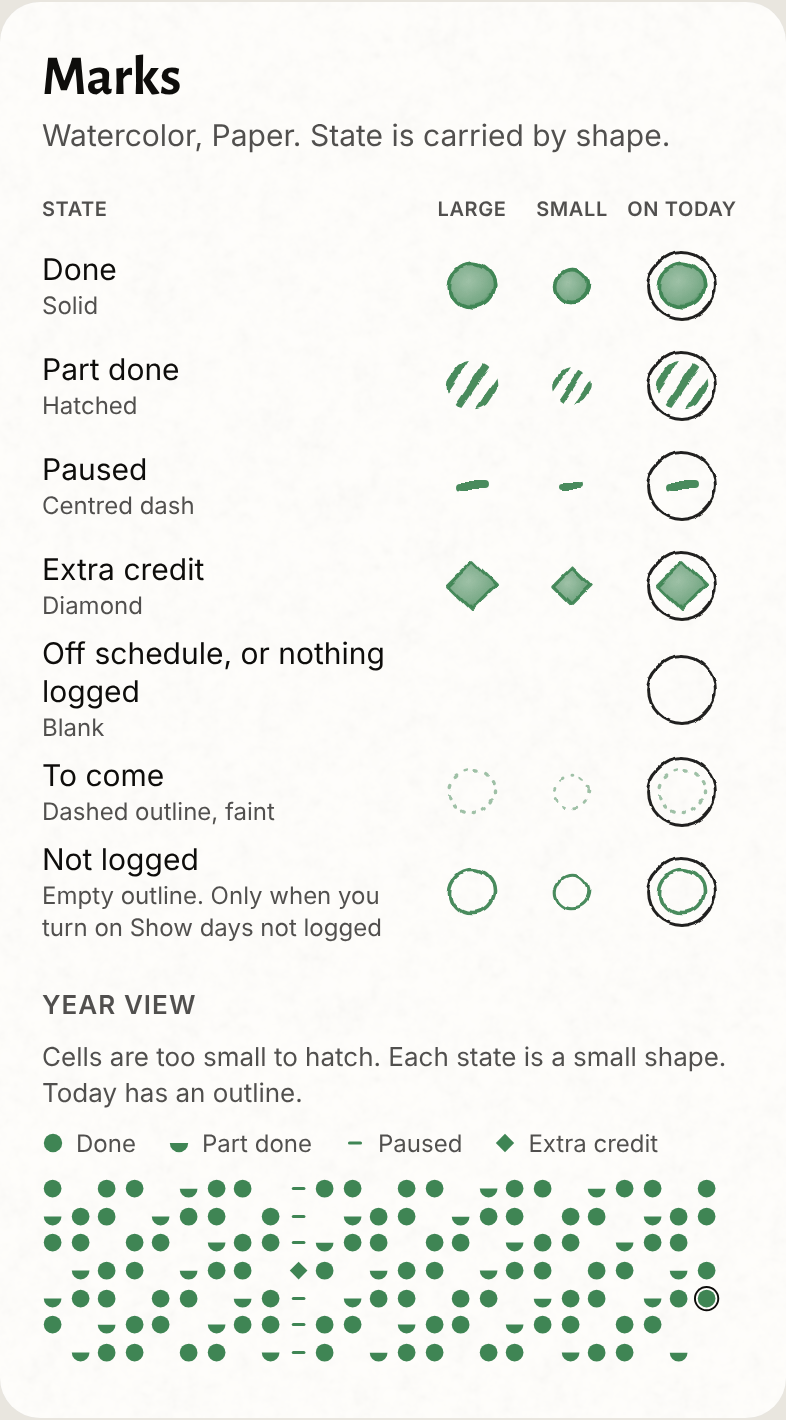 Marks
Watercolor, Paper. State is carried by shape.
STATE LARGE SMALL ON TODAY
Done
Solid
Part done
Hatched
Paused
Centred dash
Extra credit
Diamond
Off schedule, or nothing
logged
Blank
To come
Dashed outline, faint
Not logged
Empty outline. Only when you
turn on Show days not logged
YEAR VIEW
Cells are too small to hatch. Each state is a small shape.
Today has an outline.
Done Part done Paused Extra credit